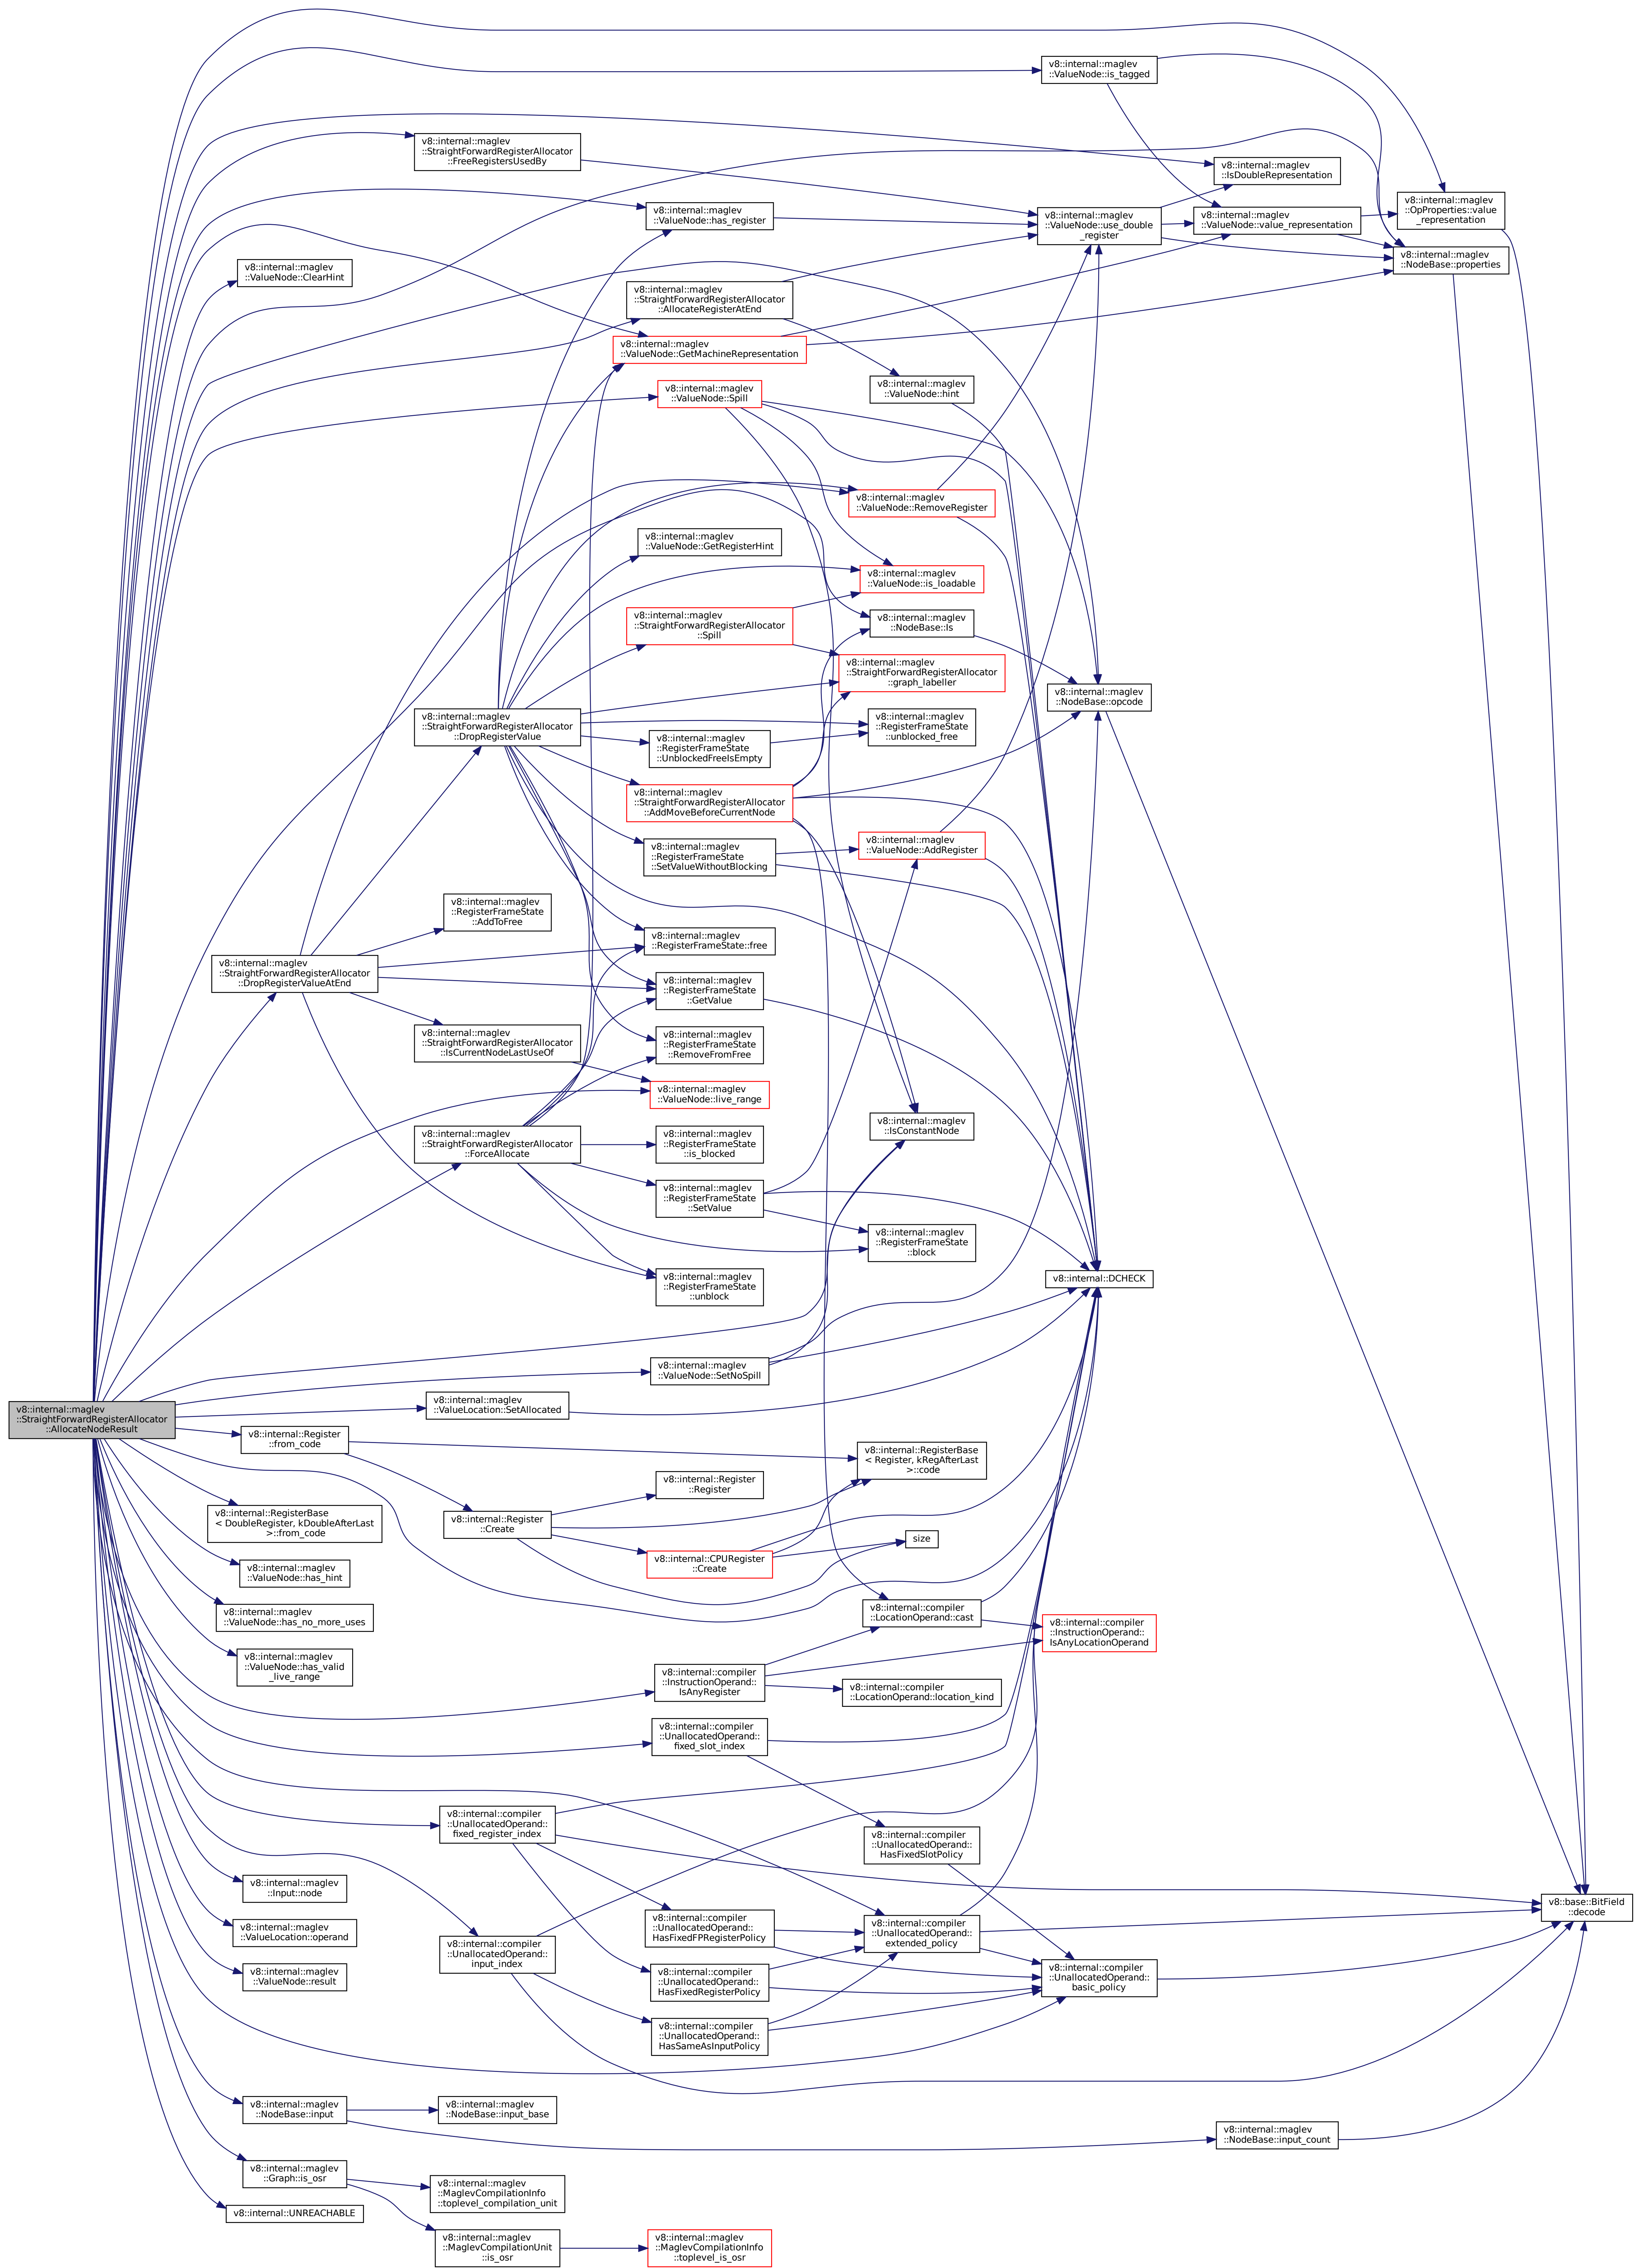 v8::internal::maglev
::ValueNode::is_tagged
v8::internal::maglev
::StraightForwardRegisterAllocator
::FreeRegistersUsedBy
v8::internal::maglev
::IsDoubleRepresentation
v8::internal::maglev
::OpProperties::value
_representation
v8::internal::maglev
::ValueNode::has_register
v8::internal::maglev
::ValueNode::use_double
_register
v8::internal::maglev
::ValueNode::value_representation
v8::internal::maglev
::NodeBase::properties
v8::internal::maglev
::ValueNode::ClearHint
v8::internal::maglev
::StraightForwardRegisterAllocator
::AllocateRegisterAtEnd
v8::internal::maglev
::ValueNode::GetMachineRepresentation
v8::internal::maglev
::ValueNode::Spill
v8::internal::maglev
::ValueNode::hint
v8::internal::maglev
::ValueNode::RemoveRegister
v8::internal::maglev
::ValueNode::GetRegisterHint
v8::internal::maglev
::ValueNode::is_loadable
v8::internal::maglev
::StraightForwardRegisterAllocator
::Spill
v8::internal::maglev
::NodeBase::Is
v8::internal::maglev
::StraightForwardRegisterAllocator
::graph_labeller
v8::internal::maglev
::NodeBase::opcode
v8::internal::maglev
::StraightForwardRegisterAllocator
::DropRegisterValue
v8::internal::maglev
::RegisterFrameState
::unblocked_free
v8::internal::maglev
::RegisterFrameState
::UnblockedFreeIsEmpty
v8::internal::maglev
::StraightForwardRegisterAllocator
::AddMoveBeforeCurrentNode
v8::internal::maglev
::RegisterFrameState
::SetValueWithoutBlocking
v8::internal::maglev
::ValueNode::AddRegister
v8::internal::maglev
::RegisterFrameState
::AddToFree
v8::internal::maglev
::RegisterFrameState::free
v8::internal::maglev
::StraightForwardRegisterAllocator
::DropRegisterValueAtEnd
v8::internal::maglev
::RegisterFrameState
::GetValue
v8::internal::maglev
::StraightForwardRegisterAllocator
::IsCurrentNodeLastUseOf
v8::internal::maglev
::RegisterFrameState
::RemoveFromFree
v8::internal::maglev
::ValueNode::live_range
v8::internal::maglev
::IsConstantNode
v8::internal::maglev
::StraightForwardRegisterAllocator
::ForceAllocate
v8::internal::maglev
::RegisterFrameState
::is_blocked
v8::internal::maglev
::RegisterFrameState
::SetValue
v8::internal::maglev
::RegisterFrameState
::block
v8::internal::maglev
::RegisterFrameState
::unblock
v8::internal::DCHECK
v8::internal::maglev
::ValueNode::SetNoSpill
v8::internal::maglev
::StraightForwardRegisterAllocator
::AllocateNodeResult
v8::internal::maglev
::ValueLocation::SetAllocated
v8::internal::Register
::from_code
v8::internal::RegisterBase
< Register, kRegAfterLast
>::code
v8::internal::Register
::Register
v8::internal::RegisterBase
< DoubleRegister, kDoubleAfterLast
>::from_code
v8::internal::Register
::Create
size
v8::internal::CPURegister
::Create
v8::internal::maglev
::ValueNode::has_hint
v8::internal::maglev
::ValueNode::has_no_more_uses
v8::internal::compiler
::LocationOperand::cast
v8::internal::compiler
::InstructionOperand::
IsAnyLocationOperand
v8::internal::maglev
::ValueNode::has_valid
_live_range
v8::internal::compiler
::InstructionOperand::
IsAnyRegister
v8::internal::compiler
::LocationOperand::location_kind
v8::internal::compiler
::UnallocatedOperand::
fixed_slot_index
v8::internal::compiler
::UnallocatedOperand::
fixed_register_index
v8::internal::compiler
::UnallocatedOperand::
HasFixedSlotPolicy
v8::internal::maglev
::Input::node
v8::base::BitField
::decode
v8::internal::maglev
::ValueLocation::operand
v8::internal::compiler
::UnallocatedOperand::
HasFixedFPRegisterPolicy
v8::internal::compiler
::UnallocatedOperand::
extended_policy
v8::internal::compiler
::UnallocatedOperand::
input_index
v8::internal::maglev
::ValueNode::result
v8::internal::compiler
::UnallocatedOperand::
HasFixedRegisterPolicy
v8::internal::compiler
::UnallocatedOperand::
basic_policy
v8::internal::compiler
::UnallocatedOperand::
HasSameAsInputPolicy
v8::internal::maglev
::NodeBase::input
v8::internal::maglev
::NodeBase::input_base
v8::internal::maglev
::NodeBase::input_count
v8::internal::maglev
::Graph::is_osr
v8::internal::maglev
::MaglevCompilationInfo
::toplevel_compilation_unit
v8::internal::UNREACHABLE
v8::internal::maglev
::MaglevCompilationUnit
::is_osr
v8::internal::maglev
::MaglevCompilationInfo
::toplevel_is_osr